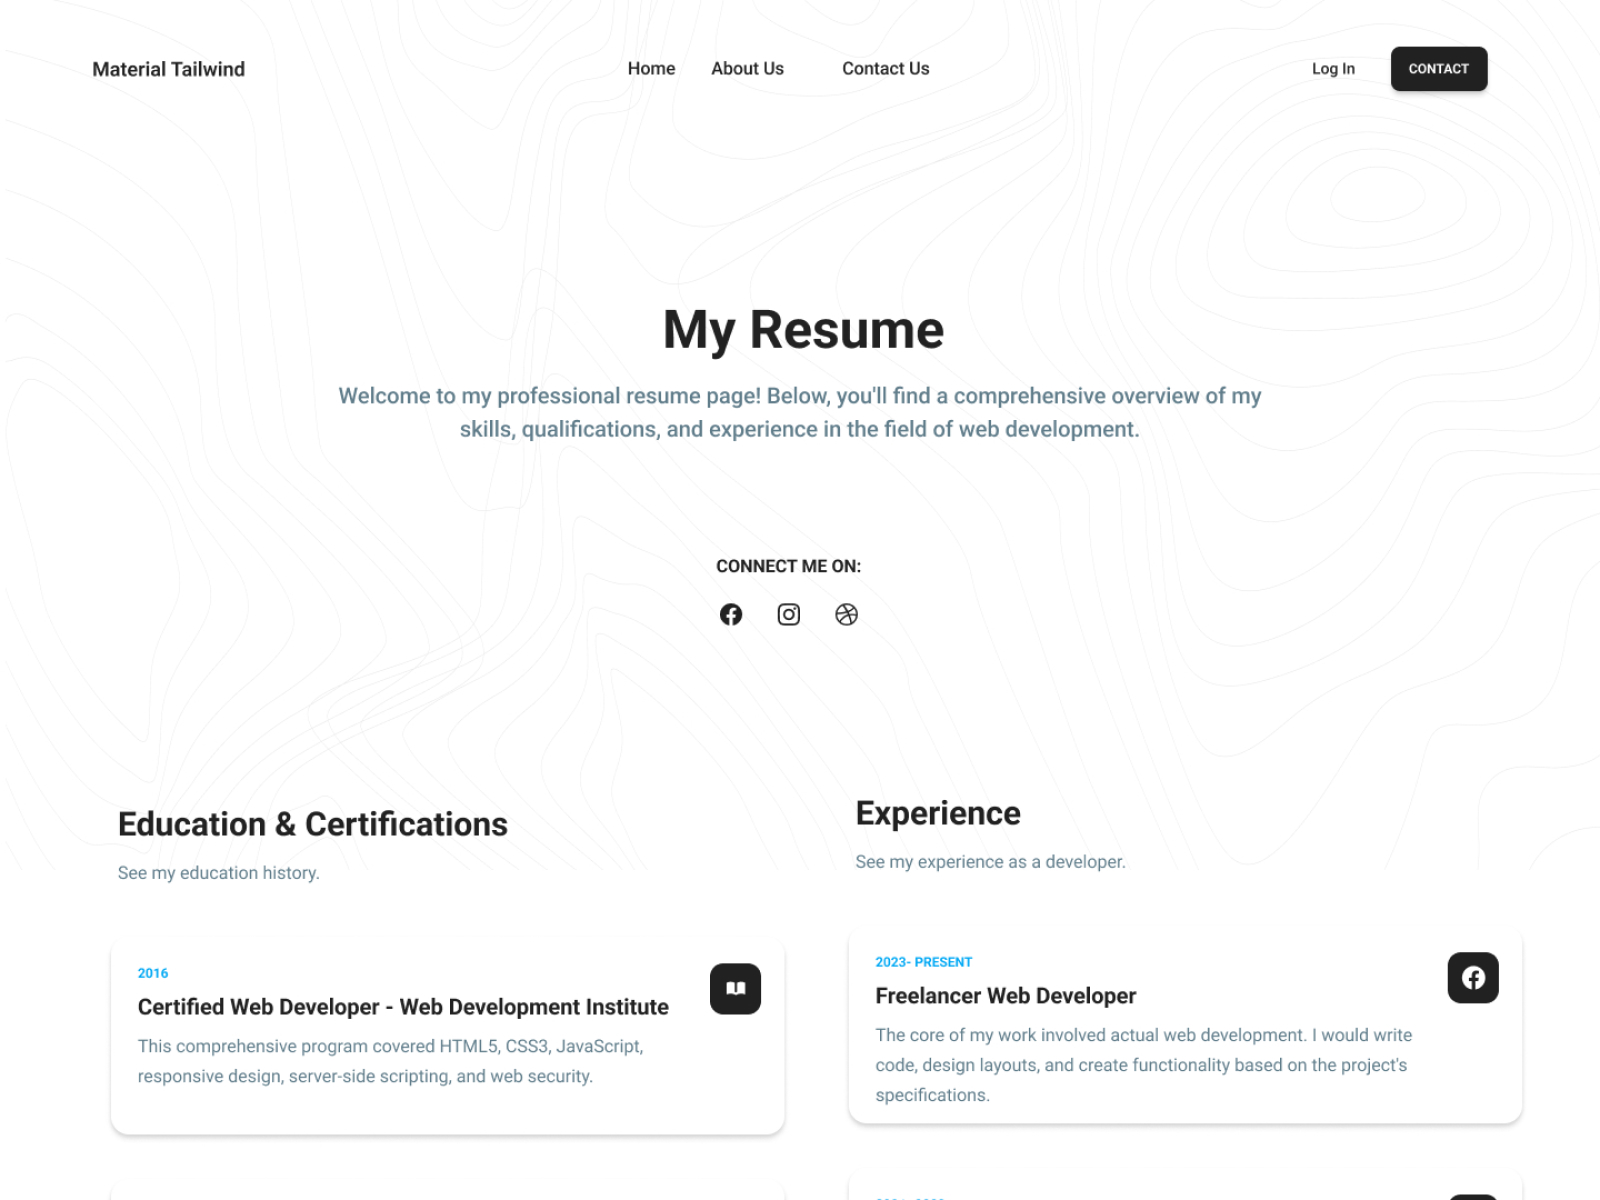 Material Tailwind
Home
About Us
Contact Us
Log In
CONTACT
My Resume
Welcome to my professional resume page! Below, you'll find a comprehensive overview of my
skills, qualifications, and experience in the field of web development.
CONNECT ME ON:
Education & Certifications
See my education history.
2016
Certified Web Developer - Web Development Institute
This comprehensive program covered HTML5, CSS3, JavaScript,
responsive design, server-side scripting, and web security.
Experience
See my experience as a developer.
2023- PRESENT
Freelancer Web Developer
The core of my work involved actual web development. I would write
code, design layouts, and create functionality based on the project's
specifications.